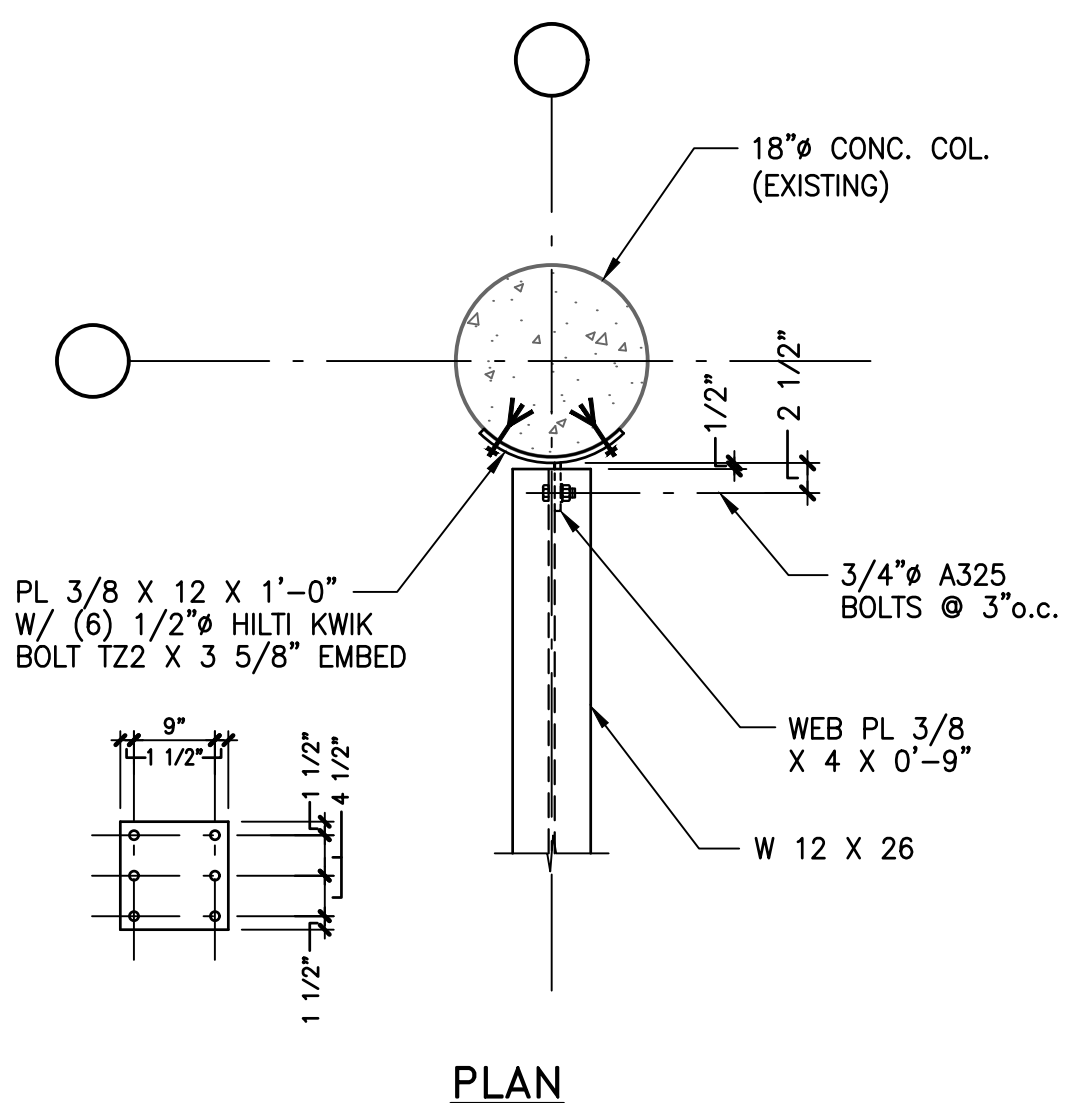 18"ø CONC. COL.
(EXISTING)
1/2"
2 1/2"
3/4"ø A325
BOLTS @ 3"o.c.
PL 3/8 X 12 X 1'-0"
W/ (6) 1/2"ø HILTI KWIK
BOLT TZ2 X 3 5/8" EMBED
WEB PL 3/8
X 4 X 0'-9"
W 12 X 26
9"
1 1/2"
1 1/2"
4 1/2"
1 1/2"
PLAN